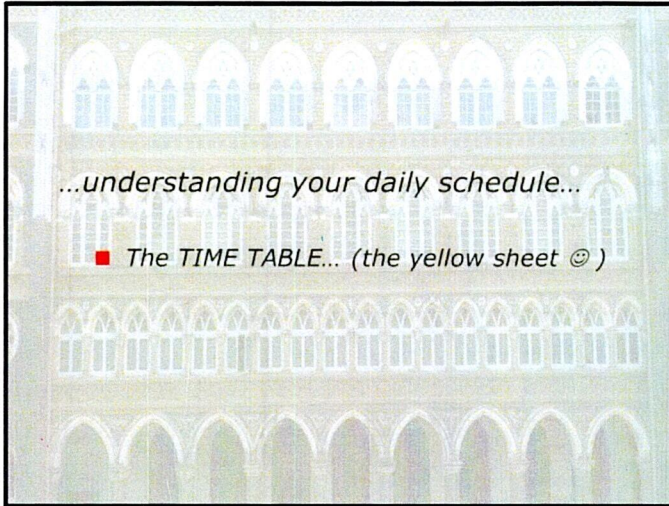 ...understanding your daily schedule...
■ The TIME TABLE... (the yellow sheet ☺ )